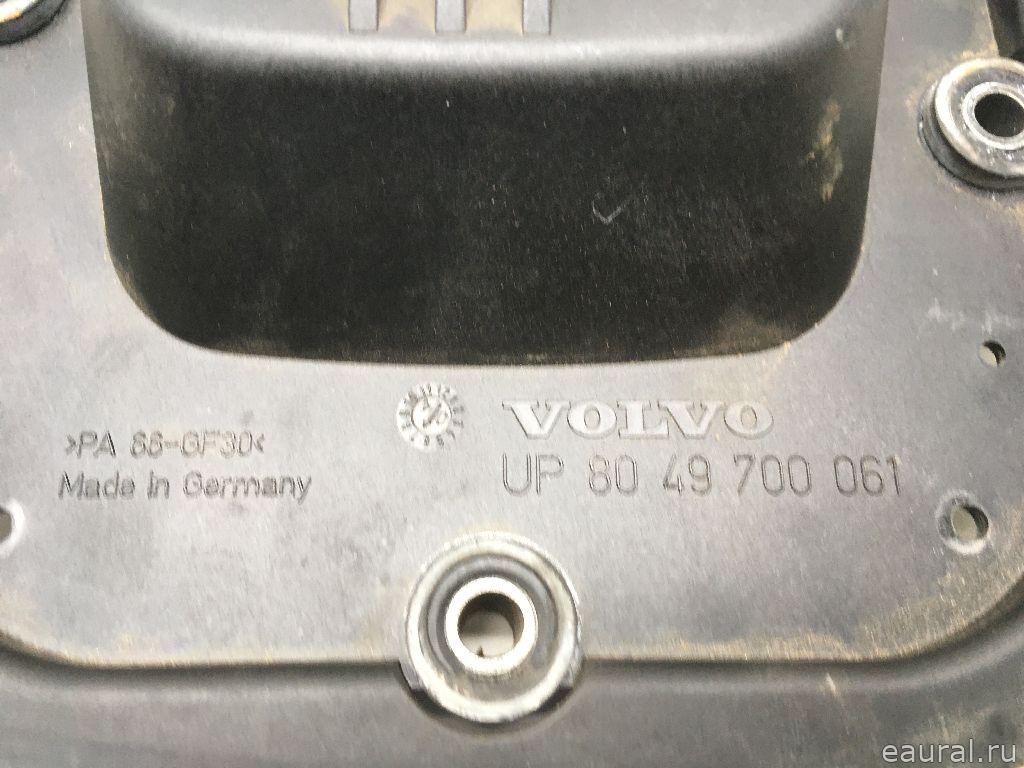 VOLVO
>PA 66-GF30<
UP 80 49 700 061
Made in Germany
eaural.ru